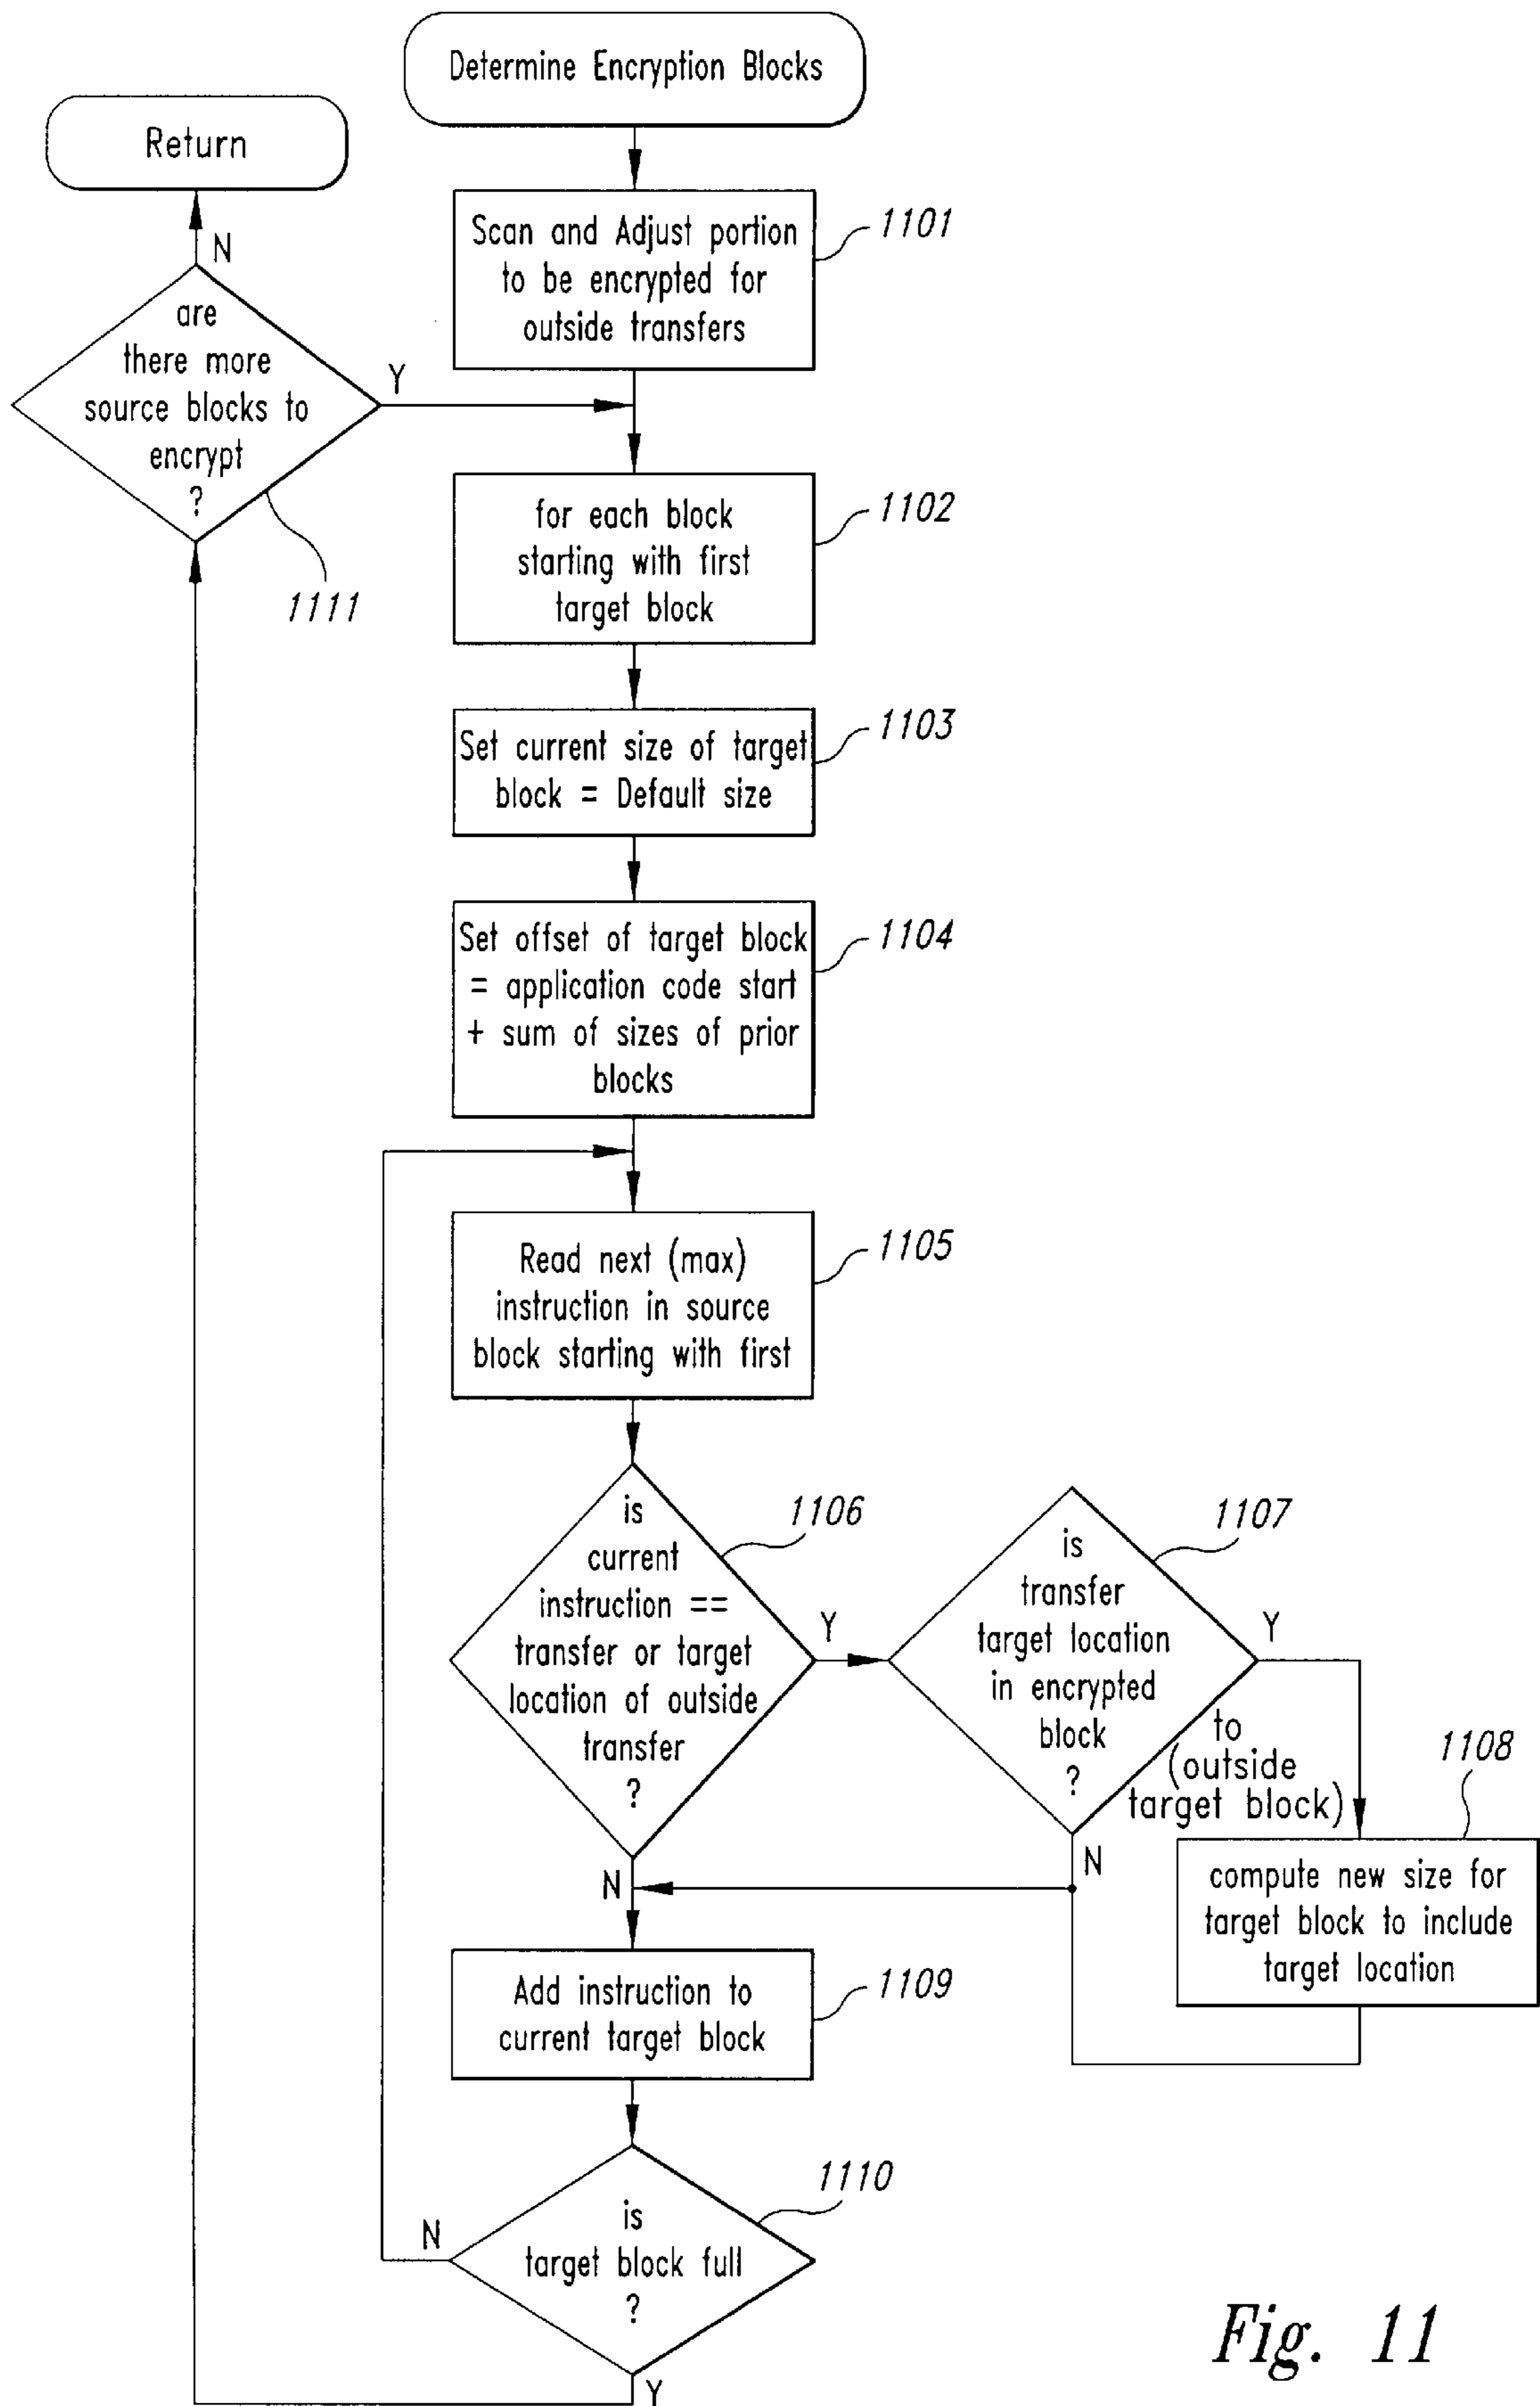 Determine Encryption Blocks
Return
Scan and Adjust portion
to be encrypted for
outside transfers
1101
N
are
there more
source blocks to
encrypt
?
Y
1111
for each block
starting with first
target block
1102
Set current size of target
block = Default size
1103
Set offset of target block
= application code start
+ sum of sizes of prior
blocks
1104
Read next (max)
instruction in source
block starting with first
1105
is
current
instruction ==
transfer or target
location of outside
transfer
?
1106
Y
N
is
transfer
target location
in encrypted
block
?
1107
Y
to
(outside
target block)
N
compute new size for
target block to include
target location
1108
Add instruction to
current target block
1109
is
target block full
?
1110
N
Y
Fig. 11